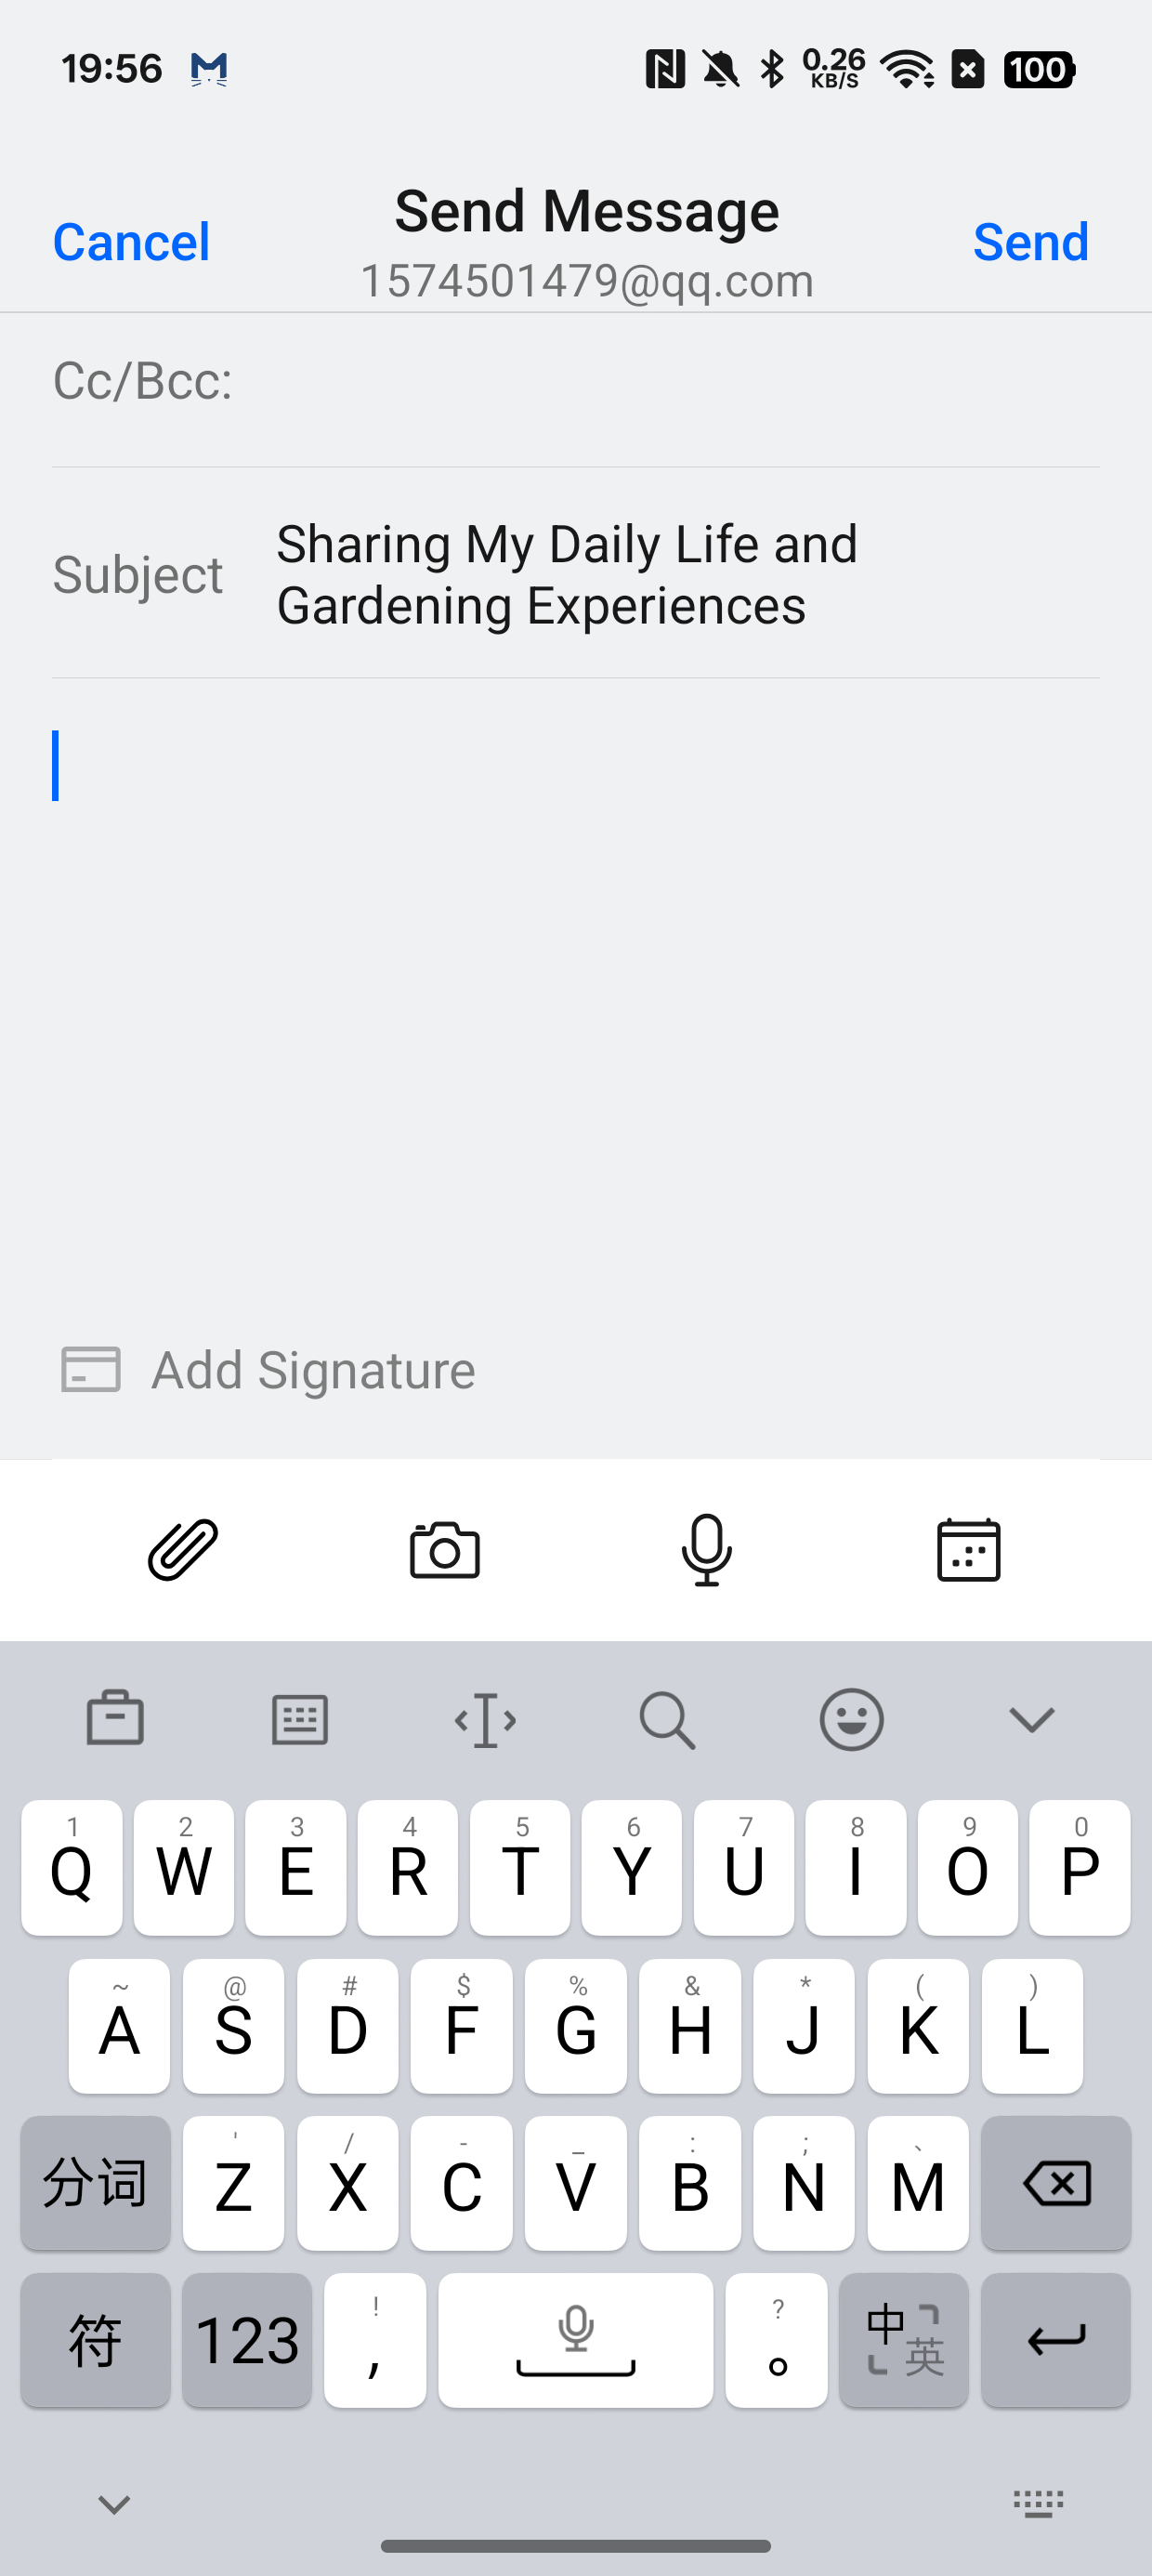 19:56
0.26
KB/S
100
Cancel
Send Message
Send
1574501479@qq.com
Cc/Bcc:
Subject
Sharing My Daily Life and
Gardening Experiences
Add Signature
1 2 3 4 5 6 7 8 9 0
Q W E R T Y U I O P
~ @ # $ % & * ( )
A S D F G H J K L
' / - _ : ; 、
分词 Z X C V B N M
! ?
符 123 , 。 中 英